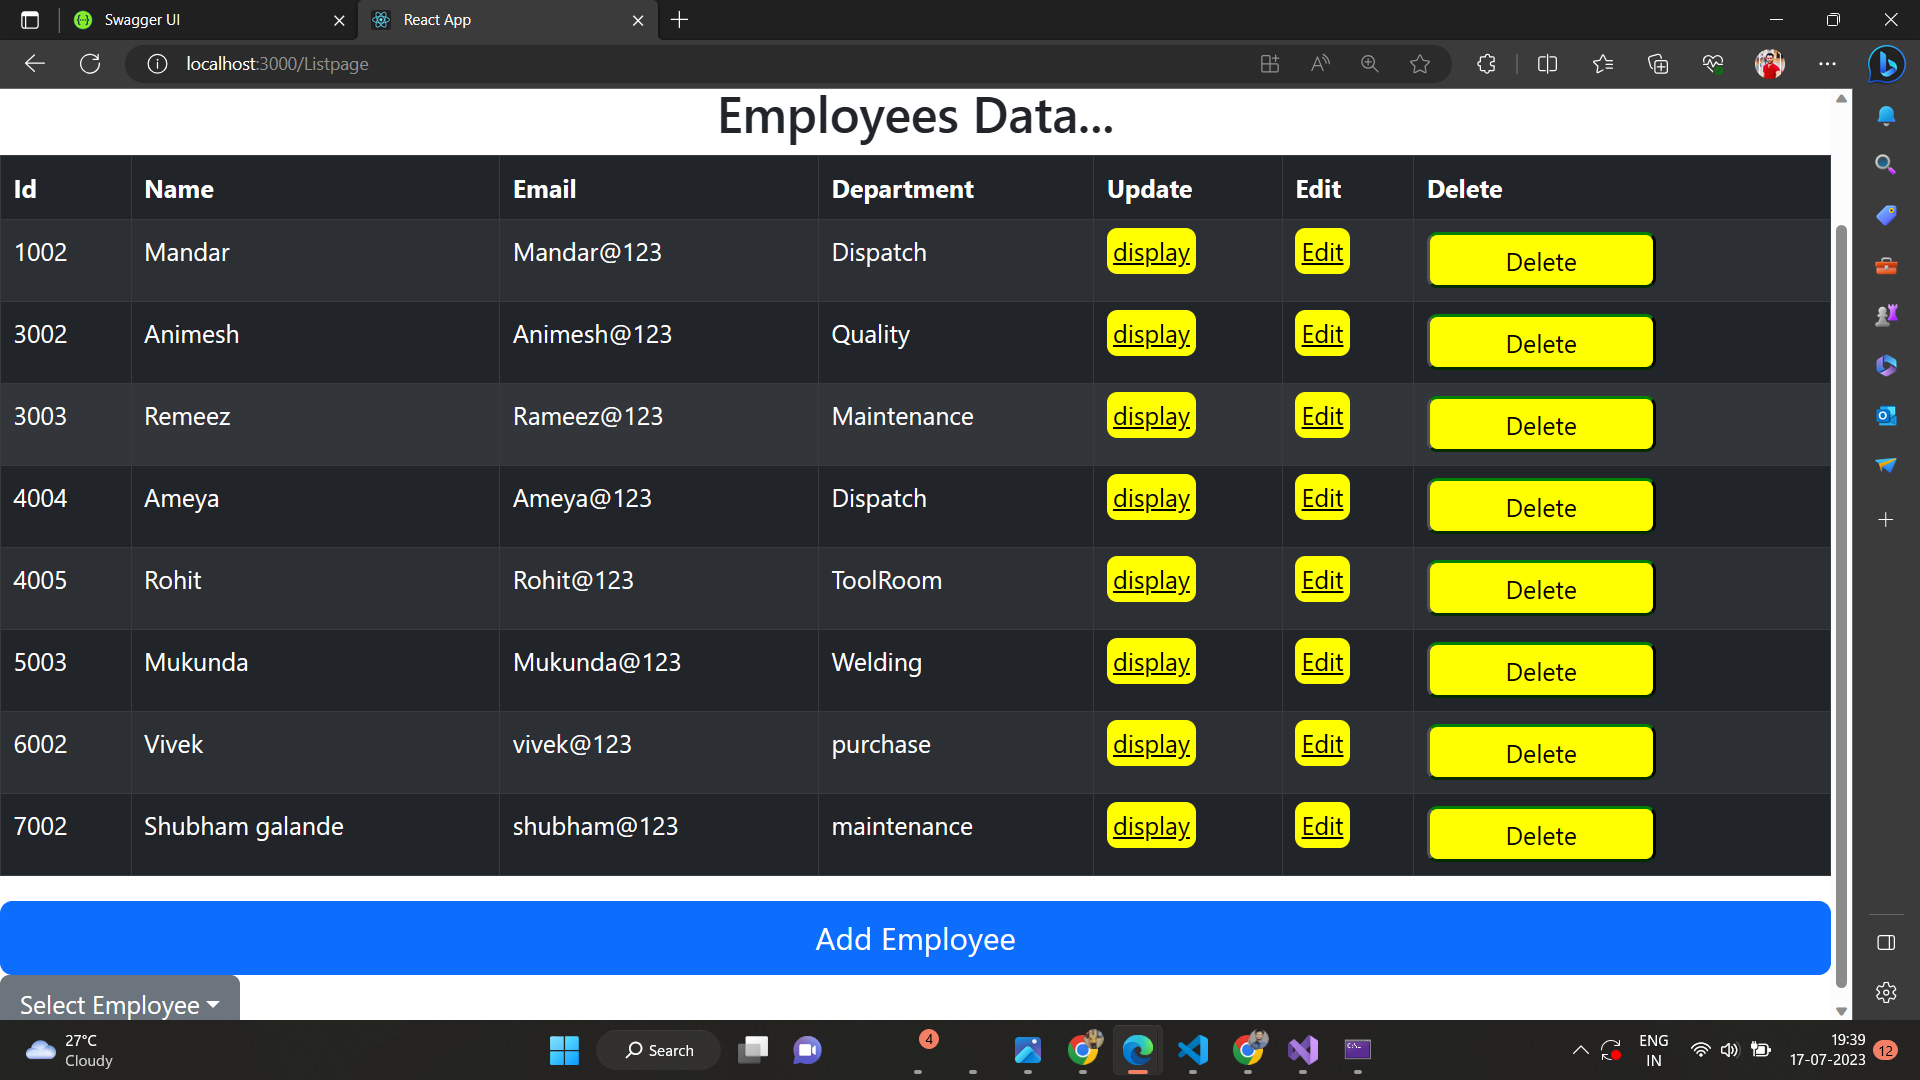 Swagger UI
React App
localhost:3000/Listpage
Employees Data...
Id Name Email Department Update Edit Delete
1002 Mandar Mandar@123 Dispatch display Edit Delete
3002 Animesh Animesh@123 Quality display Edit Delete
3003 Remeez Rameez@123 Maintenance display Edit Delete
4004 Ameya Ameya@123 Dispatch display Edit Delete
4005 Rohit Rohit@123 ToolRoom display Edit Delete
5003 Mukunda Mukunda@123 Welding display Edit Delete
6002 Vivek vivek@123 purchase display Edit Delete
7002 Shubham galande shubham@123 maintenance display Edit Delete
Add Employee
Select Employee
27°C
Cloudy
Search
4
ENG
IN
19:39
17-07-2023
12